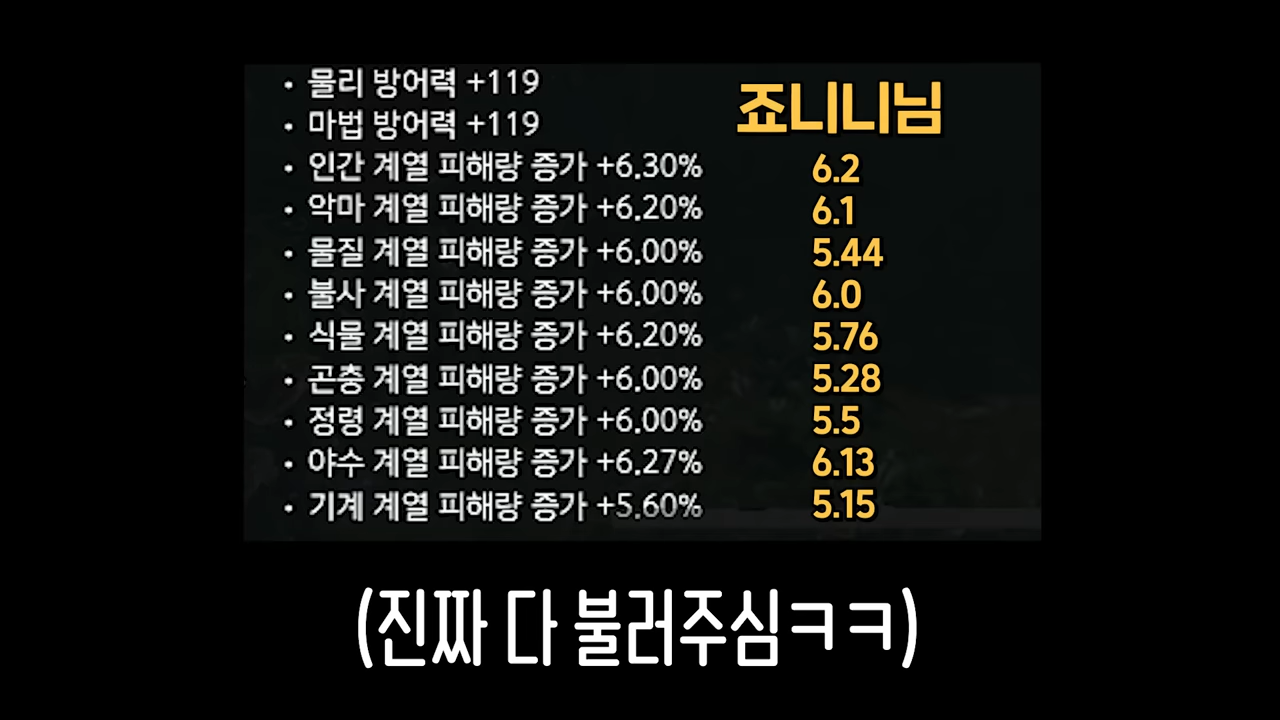 • 물리 방어력 +119
• 마법 방어력 +119
죠니니님
• 인간 계열 피해량 증가 +6.30% 6.2
• 악마 계열 피해량 증가 +6.20% 6.1
• 물질 계열 피해량 증가 +6.00% 5.44
• 불사 계열 피해량 증가 +6.00% 6.0
• 식물 계열 피해량 증가 +6.20% 5.76
• 곤충 계열 피해량 증가 +6.00% 5.28
• 정령 계열 피해량 증가 +6.00% 5.5
• 야수 계열 피해량 증가 +6.27% 6.13
• 기계 계열 피해량 증가 +5.60% 5.15
(진짜 다 불러주심ㅋㅋ)